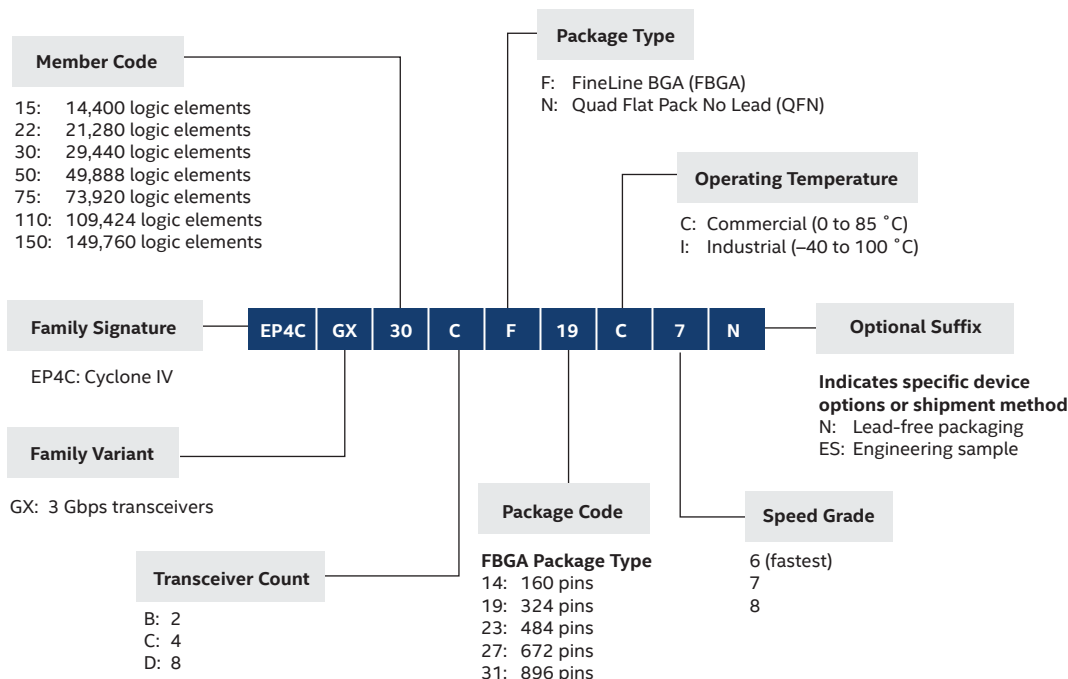 Package Type
F: FineLine BGA (FBGA)
N: Quad Flat Pack No Lead (QFN)
Member Code
15: 14,400 logic elements
22: 21,280 logic elements
30: 29,440 logic elements
50: 49,888 logic elements
75: 73,920 logic elements
110: 109,424 logic elements
150: 149,760 logic elements
Operating Temperature
C: Commercial (0 to 85 ˚C)
I: Industrial (–40 to 100 ˚C)
Family Signature
EP4C: Cyclone IV
EP4C GX 30 C F 19 C 7 N
Optional Suffix
Indicates specific device
options or shipment method
N: Lead-free packaging
ES: Engineering sample
Family Variant
GX: 3 Gbps transceivers
Transceiver Count
B: 2
C: 4
D: 8
Package Code
FBGA Package Type
14: 160 pins
19: 324 pins
23: 484 pins
27: 672 pins
31: 896 pins
Speed Grade
6 (fastest)
7
8